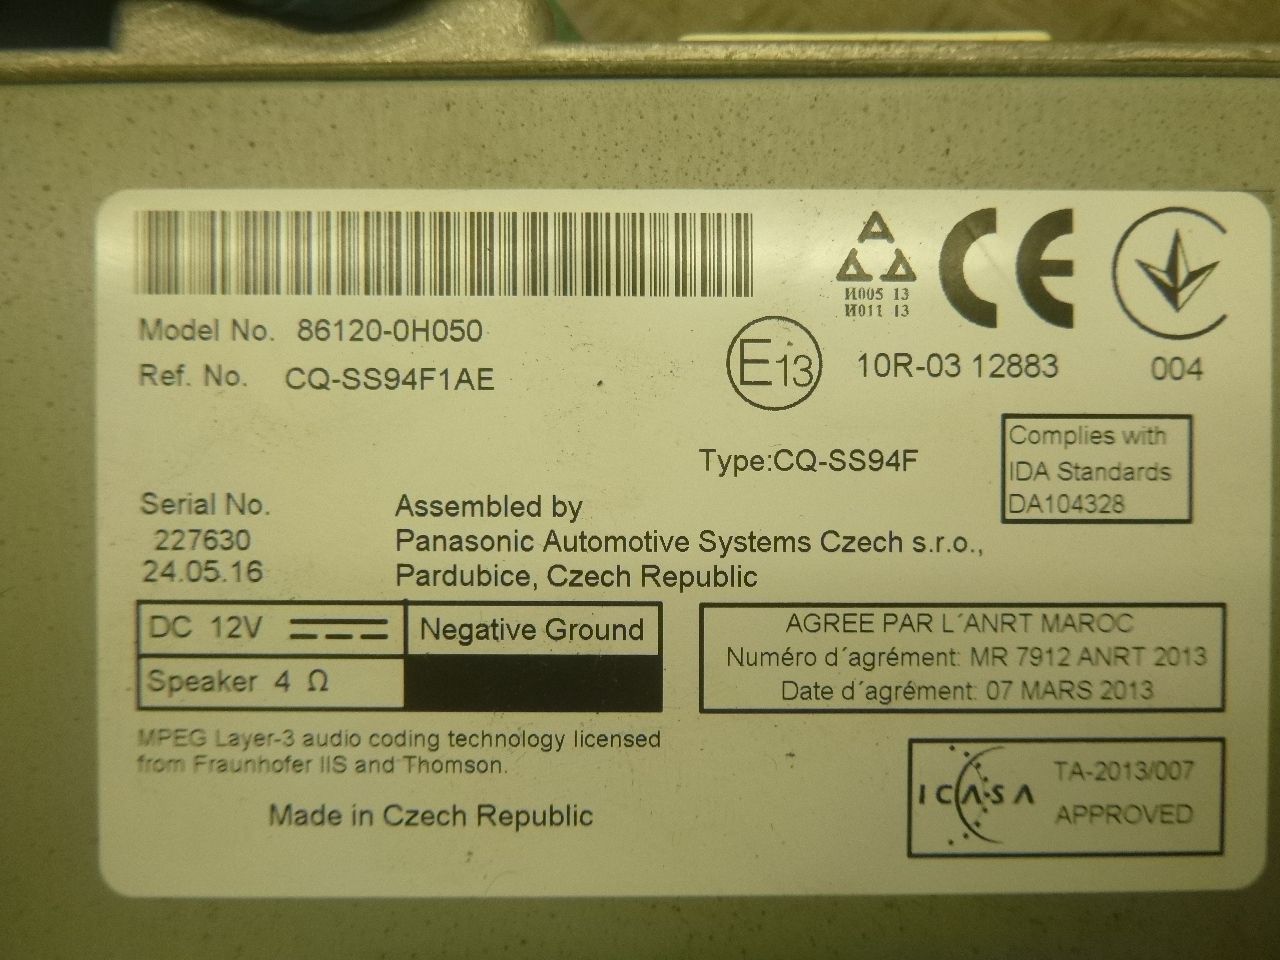 Model No. 86120-0H050
Ref. No. CQ-SS94F1AE
И005 13
И011 13
CE
E13
10R-03 12883
004
Type:CQ-SS94F
Complies with
IDA Standards
DA104328
Serial No.
227630
24.05.16
Assembled by
Panasonic Automotive Systems Czech s.r.o.,
Pardubice, Czech Republic
DC 12V
Negative Ground
Speaker 4 Ω
AGREE PAR L´ANRT MAROC
Numéro d´agrément: MR 7912 ANRT 2013
Date d´agrément: 07 MARS 2013
MPEG Layer-3 audio coding technology licensed
from Fraunhofer IIS and Thomson.
Made in Czech Republic
ICASA
TA-2013/007
APPROVED